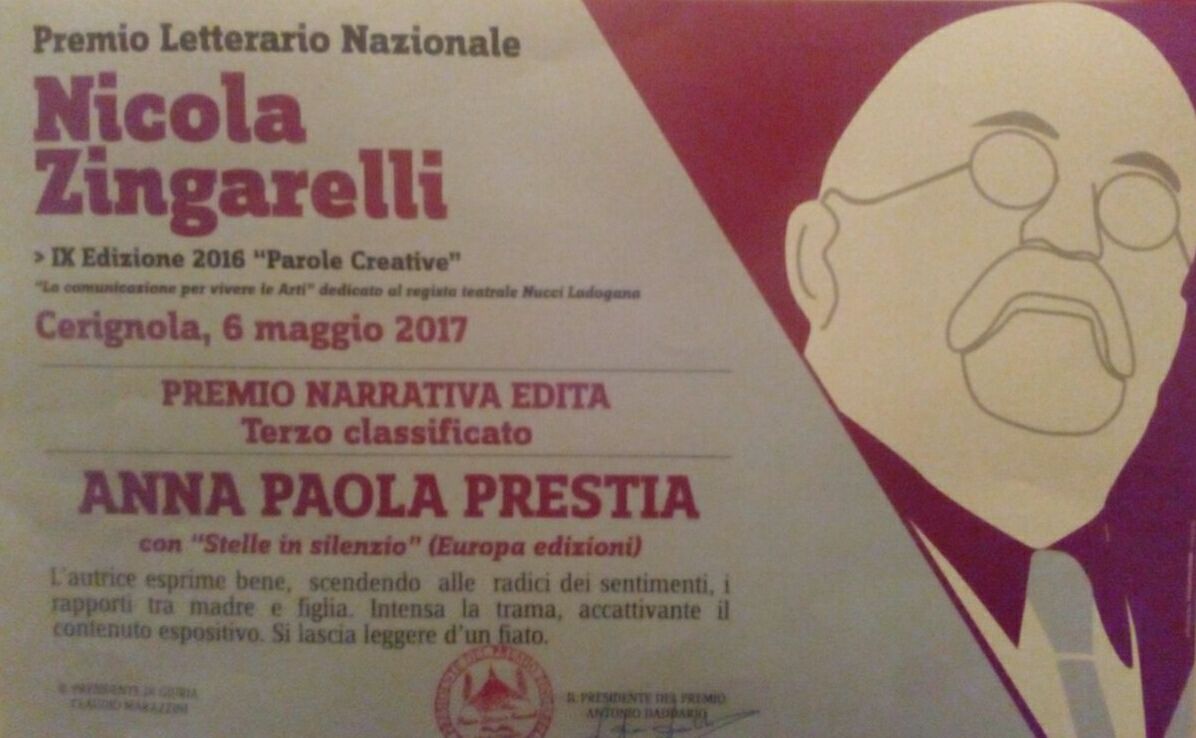 Premio Letterario Nazionale
Nicola
Zingarelli
> IX Edizione 2016 “Parole Creative”
"La comunicazione per vivere le Arti" dedicato al regista teatrale Nucci Ladogana
Cerignola, 6 maggio 2017
PREMIO NARRATIVA EDITA
Terzo classificato
ANNA PAOLA PRESTIA
con “Stelle in silenzio” (Europa edizioni)
L'autrice esprime bene, scendendo alle radici dei sentimenti, i
rapporti tra madre e figlia. Intensa la trama, accattivante il
contenuto espositivo. Si lascia leggere d'un fiato.
IL PRESIDENTE DI GIURIA
CLAUDIO MARAZZINI
IL PRESIDENTE DEL PREMIO
ANTONIO DADDARIO